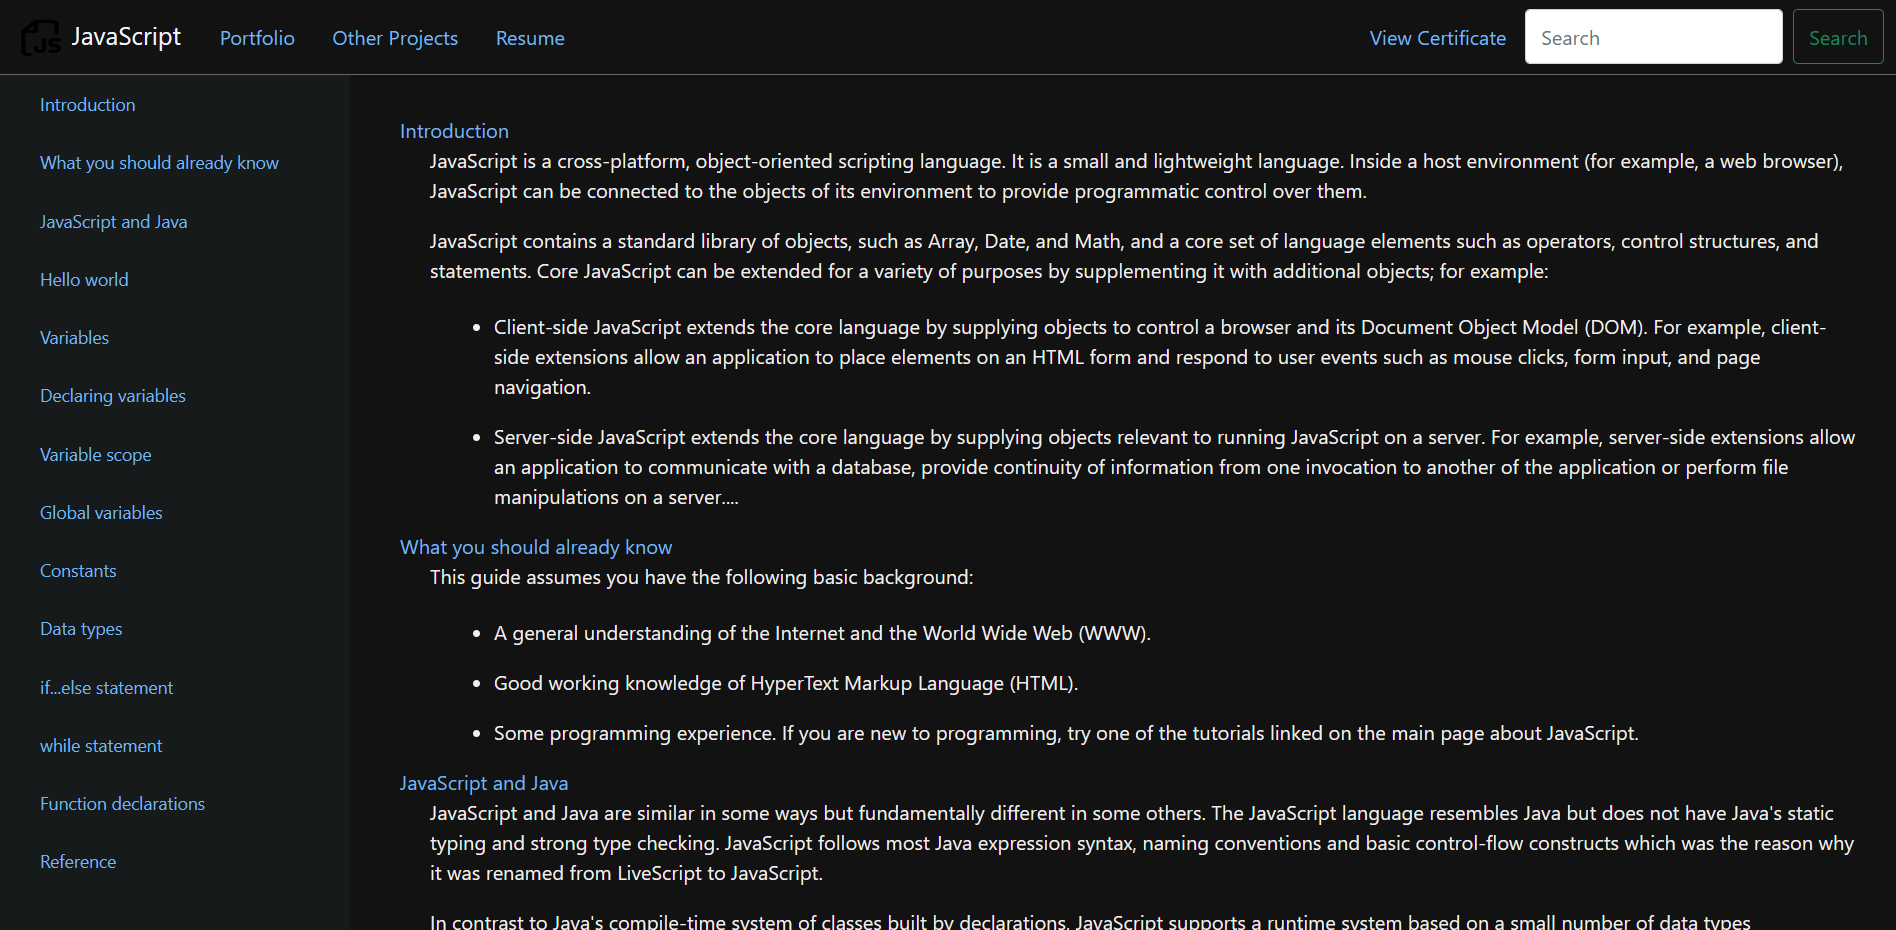 JS JavaScript Portfolio Other Projects Resume View Certificate Search Search
Introduction
What you should already know
JavaScript and Java
Hello world
Variables
Declaring variables
Variable scope
Global variables
Constants
Data types
if...else statement
while statement
Function declarations
Reference
Introduction
JavaScript is a cross-platform, object-oriented scripting language. It is a small and lightweight language. Inside a host environment (for example, a web browser),
JavaScript can be connected to the objects of its environment to provide programmatic control over them.
JavaScript contains a standard library of objects, such as Array, Date, and Math, and a core set of language elements such as operators, control structures, and
statements. Core JavaScript can be extended for a variety of purposes by supplementing it with additional objects; for example:
• Client-side JavaScript extends the core language by supplying objects to control a browser and its Document Object Model (DOM). For example, client-
side extensions allow an application to place elements on an HTML form and respond to user events such as mouse clicks, form input, and page
navigation.
• Server-side JavaScript extends the core language by supplying objects relevant to running JavaScript on a server. For example, server-side extensions allow
an application to communicate with a database, provide continuity of information from one invocation to another of the application or perform file
manipulations on a server....
What you should already know
This guide assumes you have the following basic background:
• A general understanding of the Internet and the World Wide Web (WWW).
• Good working knowledge of HyperText Markup Language (HTML).
• Some programming experience. If you are new to programming, try one of the tutorials linked on the main page about JavaScript.
JavaScript and Java
JavaScript and Java are similar in some ways but fundamentally different in some others. The JavaScript language resembles Java but does not have Java's static
typing and strong type checking. JavaScript follows most Java expression syntax, naming conventions and basic control-flow constructs which was the reason why
it was renamed from LiveScript to JavaScript.
In contrast to Java's compile-time system of classes built by declarations, JavaScript supports a runtime system based on a small number of data types